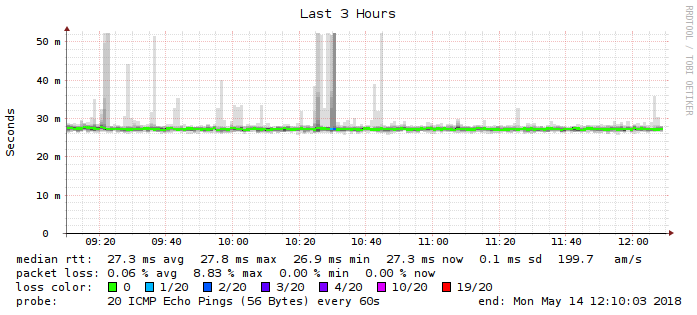 Last 3 Hours
RRDTOOL / TOBI OETIKER
Seconds
50 m
40 m
30 m
20 m
10 m
0
09:20 09:40 10:00 10:20 10:40 11:00 11:20 11:40 12:00
median rtt: 27.3 ms avg 27.8 ms max 26.9 ms min 27.3 ms now 0.1 ms sd 199.7 am/s
packet loss: 0.06 % avg 8.83 % max 0.00 % min 0.00 % now
loss color: 0 1/20 2/20 3/20 4/20 10/20 19/20
probe: 20 ICMP Echo Pings (56 Bytes) every 60s end: Mon May 14 12:10:03 2018